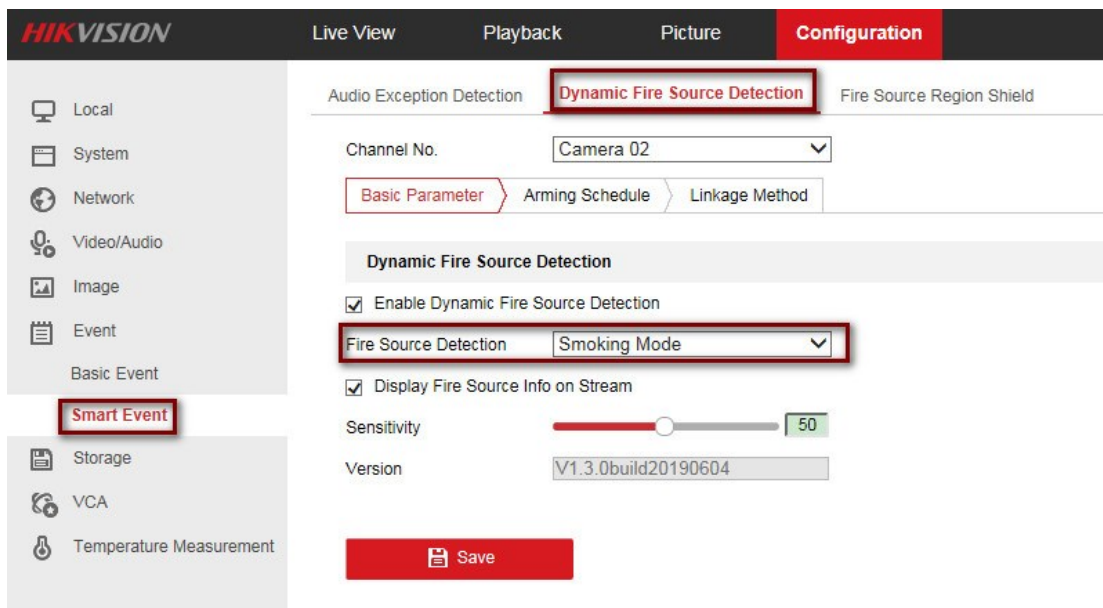 HIKVISION Live View Playback Picture Configuration
Local
System
Network
Video/Audio
Image
Event
Basic Event
Smart Event
Storage
VCA
Temperature Measurement
Audio Exception Detection Dynamic Fire Source Detection Fire Source Region Shield
Channel No. Camera 02
Basic Parameter Arming Schedule Linkage Method
Dynamic Fire Source Detection
Enable Dynamic Fire Source Detection
Fire Source Detection Smoking Mode
Display Fire Source Info on Stream
Sensitivity 50
Version V1.3.0build20190604
Save